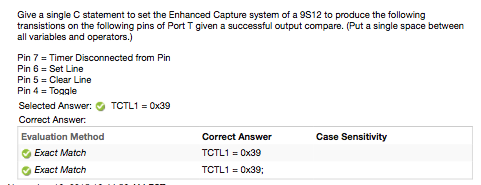 Give a single C statement to set the Enhanced Capture system of a 9S12 to produce the following
transistions on the following pins of Port T given a successful output compare. (Put a single space between
all variables and operators.)
Pin 7 = Timer Disconnected from Pin
Pin 6 = Set Line
Pin 5 = Clear Line
Pin 4 = Toggle
Selected Answer: TCTL1 = 0x39
Correct Answer:
Evaluation Method Correct Answer Case Sensitivity
Exact Match TCTL1 = 0x39
Exact Match TCTL1 = 0x39;